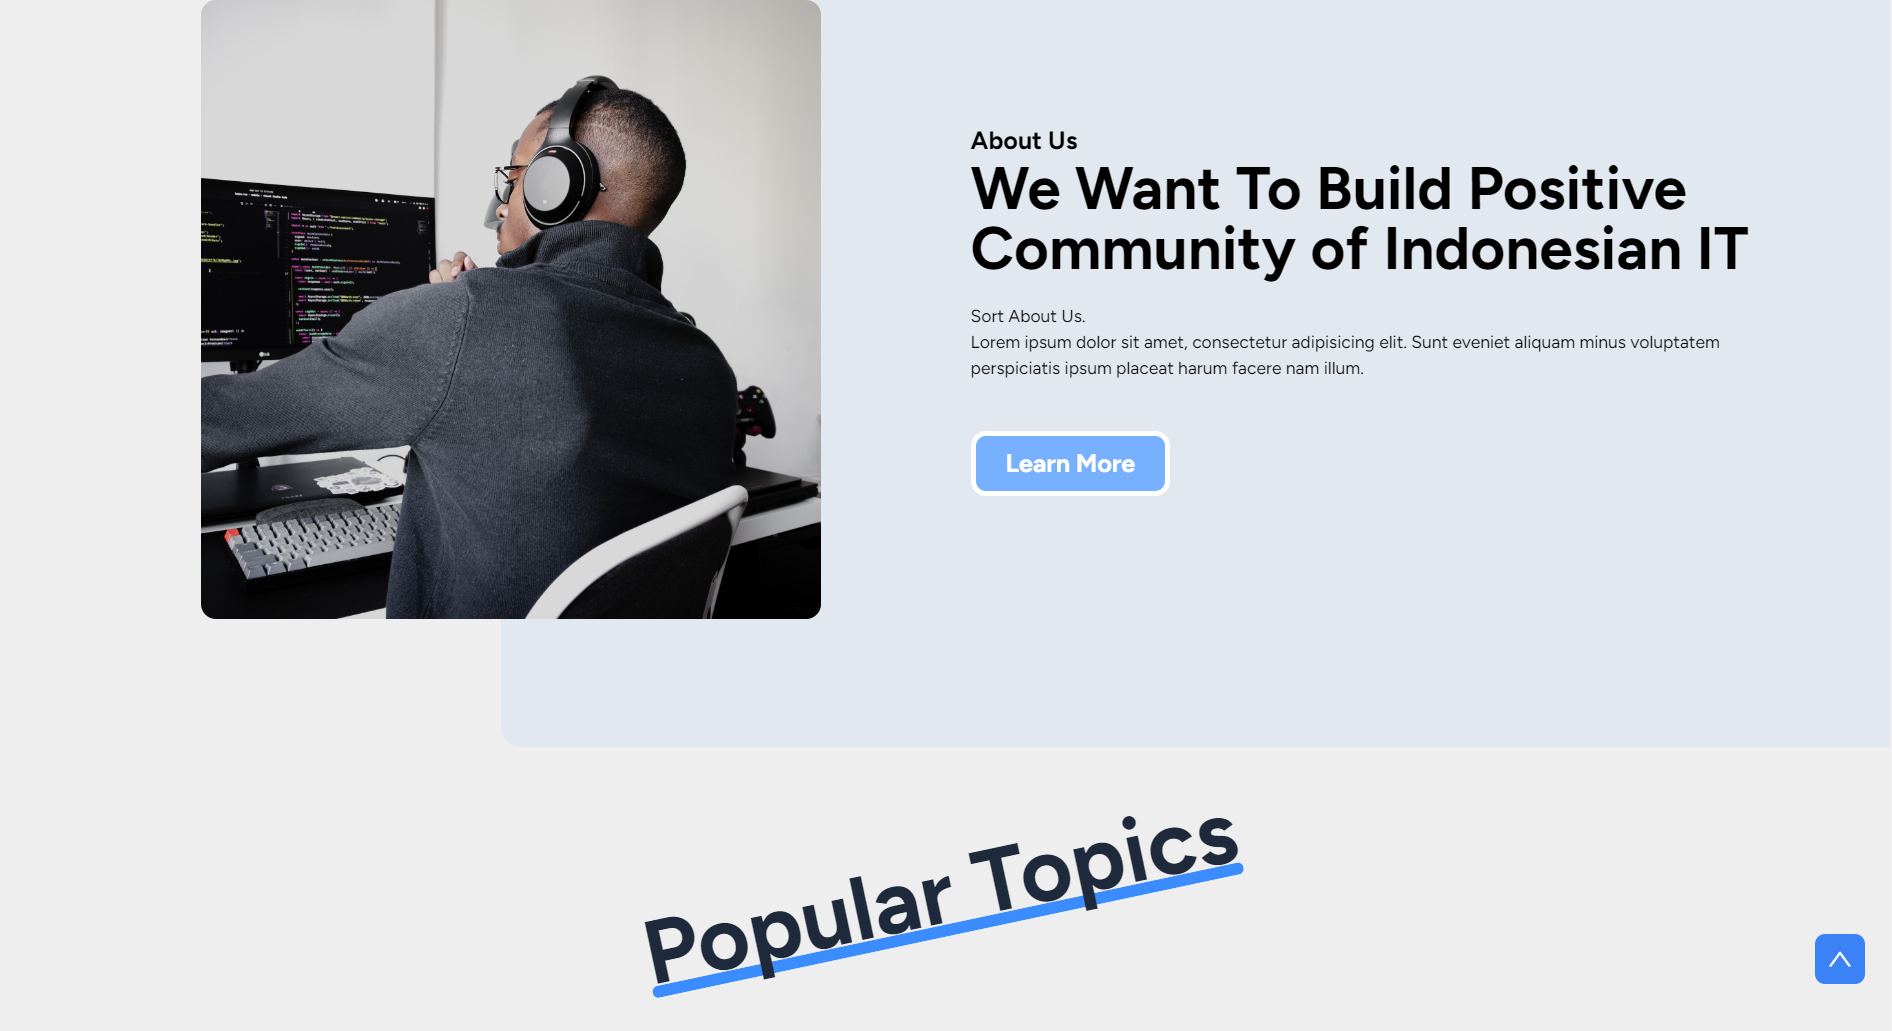 About Us
We Want To Build Positive
Community of Indonesian IT
Sort About Us.
Lorem ipsum dolor sit amet, consectetur adipisicing elit. Sunt eveniet aliquam minus voluptatem
perspiciatis ipsum placeat harum facere nam illum.
Learn More
Popular Topics